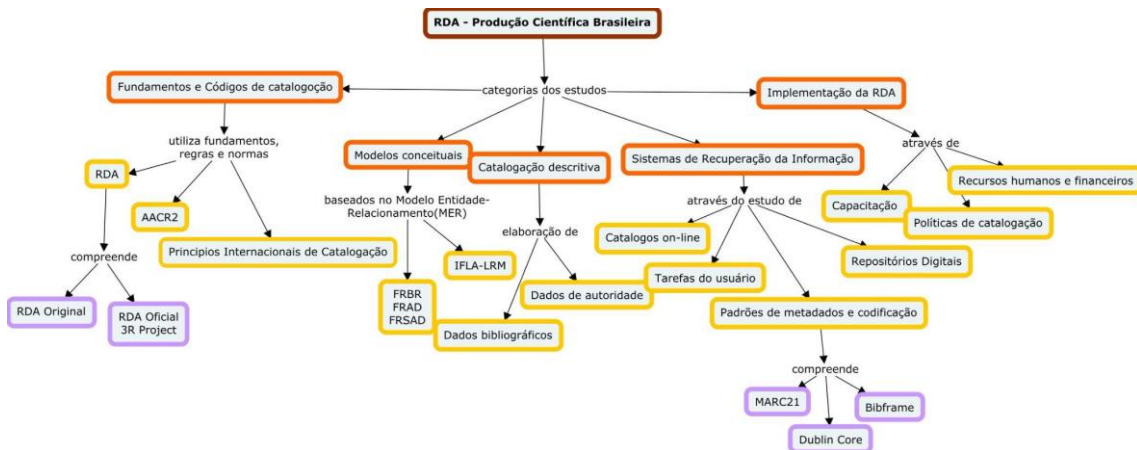 RDA - Produção Científica Brasileira
Fundamentos e Códigos de catalogoção
categorias dos estudos
Implementação da RDA
utiliza fundamentos,
regras e normas
Modelos conceituais
Catalogação descritiva
Sistemas de Recuperação da Informação
através de
RDA
AACR2
Principios Internacionais de Catalogação
baseados no Modelo Entidade-
Relacionamento(MER)
elaboração de
através do estudo de
Capacitação
Recursos humanos e financeiros
Políticas de catalogação
compreende
RDA Original
RDA Oficial
3R Project
FRBR
FRAD
FRSAD
IFLA-LRM
Dados bibliográficos
Dados de autoridade
Catalogos on-line
Tarefas do usuário
Repositórios Digitais
Padrões de metadados e codificação
compreende
MARC21
Dublin Core
Bibframe